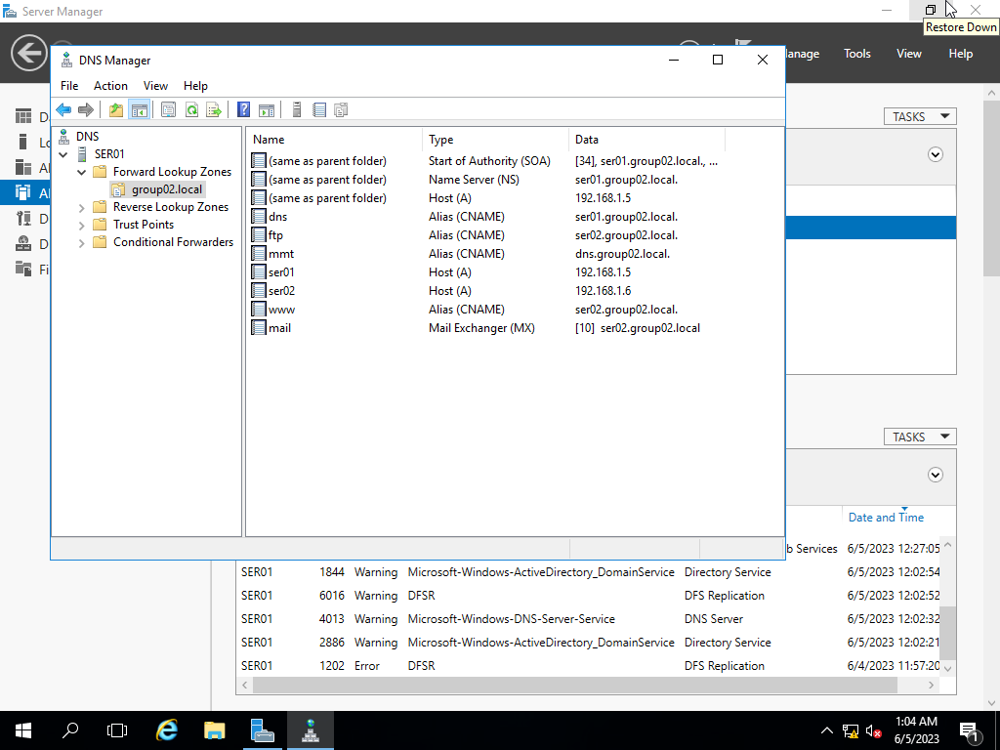 Server Manager
Restore Down
Manage Tools View Help
DNS Manager
File Action View Help
TASKS
DNS
SER01
Forward Lookup Zones
group02.local
Reverse Lookup Zones
Trust Points
Conditional Forwarders
Name Type Data
(same as parent folder) Start of Authority (SOA) [34], ser01.group02.local., ...
(same as parent folder) Name Server (NS) ser01.group02.local.
(same as parent folder) Host (A) 192.168.1.5
dns Alias (CNAME) ser01.group02.local.
ftp Alias (CNAME) ser02.group02.local.
mmt Alias (CNAME) dns.group02.local.
ser01 Host (A) 192.168.1.5
ser02 Host (A) 192.168.1.6
www Alias (CNAME) ser02.group02.local.
mail Mail Exchanger (MX) [10] ser02.group02.local
TASKS
Date and Time
b Services 6/5/2023 12:27:05
SER01 1844 Warning Microsoft-Windows-ActiveDirectory_DomainService Directory Service 6/5/2023 12:02:54
SER01 6016 Warning DFSR DFS Replication 6/5/2023 12:02:52
SER01 4013 Warning Microsoft-Windows-DNS-Server-Service DNS Server 6/5/2023 12:02:32
SER01 2886 Warning Microsoft-Windows-ActiveDirectory_DomainService Directory Service 6/5/2023 12:02:21
SER01 1202 Error DFSR DFS Replication 6/4/2023 11:57:20
1:04 AM
6/5/2023
1